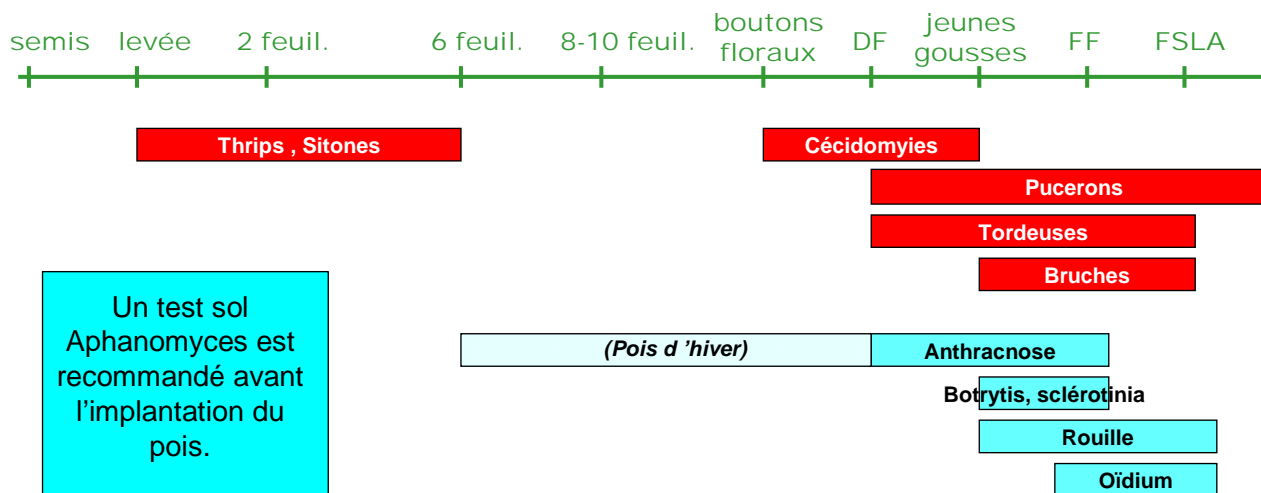 semis levée 2 feuil. 6 feuil. 8-10 feuil. boutons floraux DF jeunes gousses FF FSLA
Thrips , Sitones
Cécidomyies
Pucerons
Tordeuses
Bruches
Un test sol
Aphanomyces est
recommandé avant
l’implantation du
pois.
(Pois d ’hiver)
Anthracnose
Botrytis, sclérotinia
Rouille
Oïdium